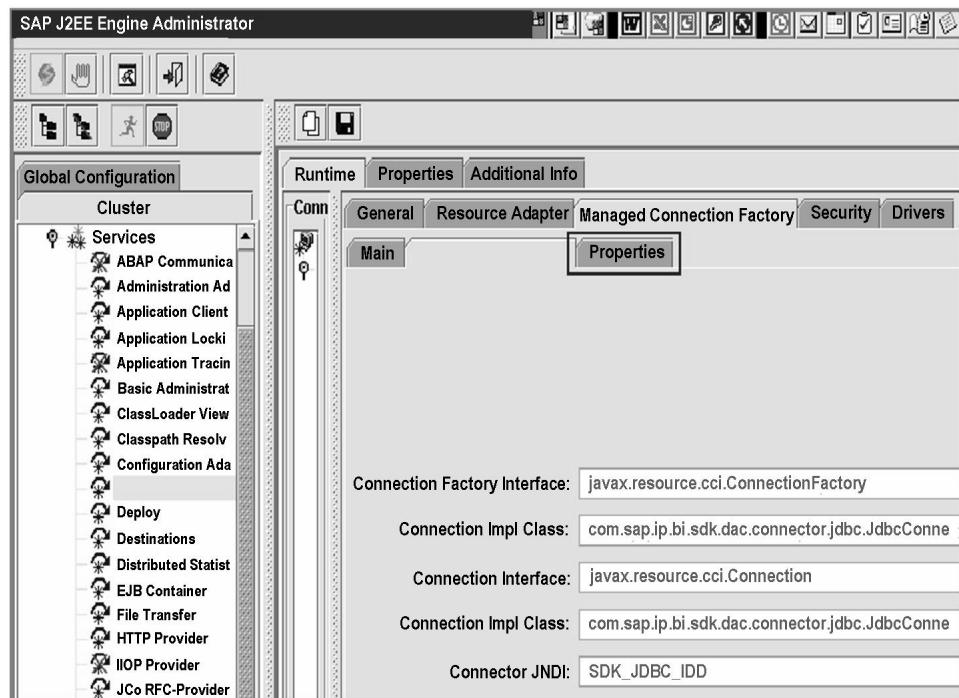 SAP J2EE Engine Administrator
STOP
Global Configuration
Cluster
Services
ABAP Communica
Administration Ad
Application Client
Application Locki
Application Tracin
Basic Administrat
ClassLoader View
Classpath Resolv
Configuration Ada
Deploy
Destinations
Distributed Statist
EJB Container
File Transfer
HTTP Provider
IIOP Provider
JCo RFC-Provider
Runtime Properties Additional Info
Conn
General Resource Adapter Managed Connection Factory Security Drivers
Main Properties
Connection Factory Interface: javax.resource.cci.ConnectionFactory
Connection Impl Class: com.sap.ip.bi.sdk.dac.connector.jdbc.JdbcConne
Connection Interface: javax.resource.cci.Connection
Connection Impl Class: com.sap.ip.bi.sdk.dac.connector.jdbc.JdbcConne
Connector JNDI: SDK_JDBC_IDD